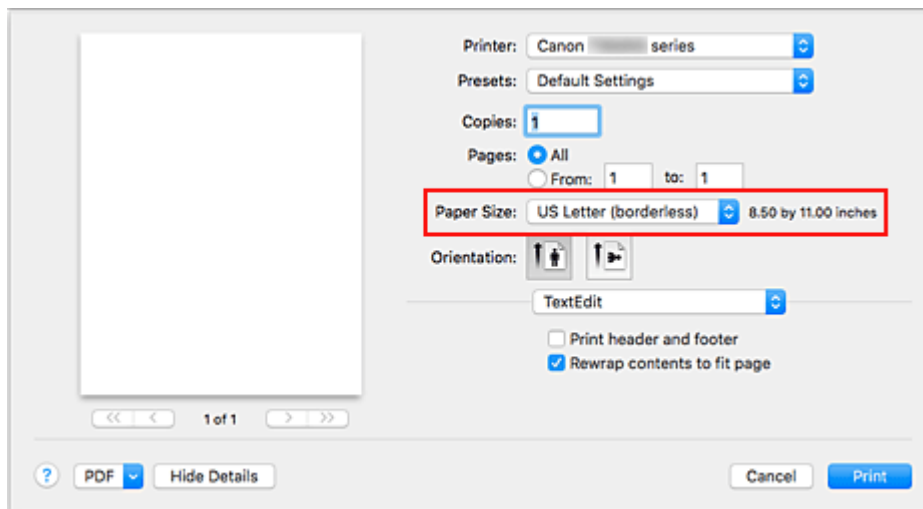 Printer: Canon series
Presets: Default Settings
Copies: 1
Pages: All
From: 1 to: 1
Paper Size: US Letter (borderless) 8.50 by 11.00 inches
Orientation:
TextEdit
Print header and footer
Rewrap contents to fit page
<< < 1 of 1 > >>
? PDF Hide Details Cancel Print